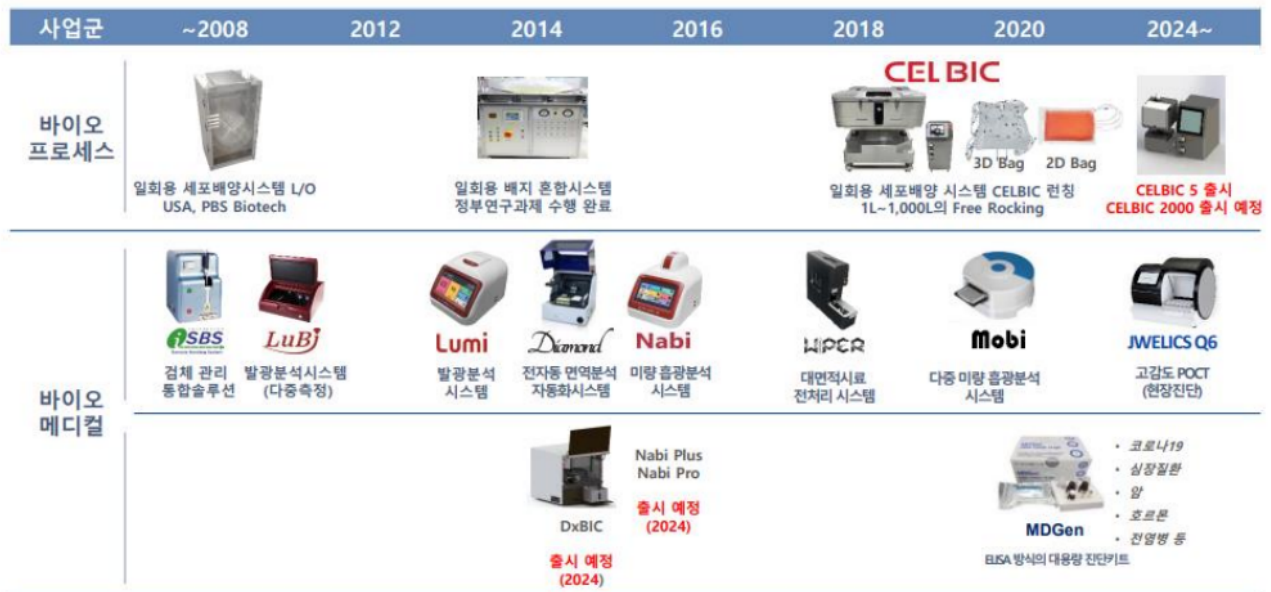 사업군 ~2008 2012 2014 2016 2018 2020 2024~
바이오
프로세스
일회용 세포배양시스템 L/O
USA, PBS Biotech
일회용 배지 혼합시스템
정부연구과제 수행 완료
CELBIC
3D Bag 2D Bag
일회용 세포배양 시스템 CELBIC 런칭
1L~1,000L의 Free Rocking
CELBIC 5 출시
CELBIC 2000 출시 예정
바이오
메디컬
iSBS
검체 관리
통합솔루션
LuBi
발광분석시스템
(다중측정)
Lumi
발광분석
시스템
Diamond
전자동 면역분석
자동화시스템
Nabi
미량 흡광분석
시스템
WIPER
대면적시료
전처리 시스템
Mobi
다중 미량 흡광분석
시스템
JWELICS Q6
고감도 POCT
(현장진단)
DxBIC
출시 예정
(2024)
Nabi Plus
Nabi Pro
출시 예정
(2024)
MDGen
ELISA 방식의 대용량 진단키트
• 코로나19
• 심장질환
• 암
• 호르몬
• 전염병 등